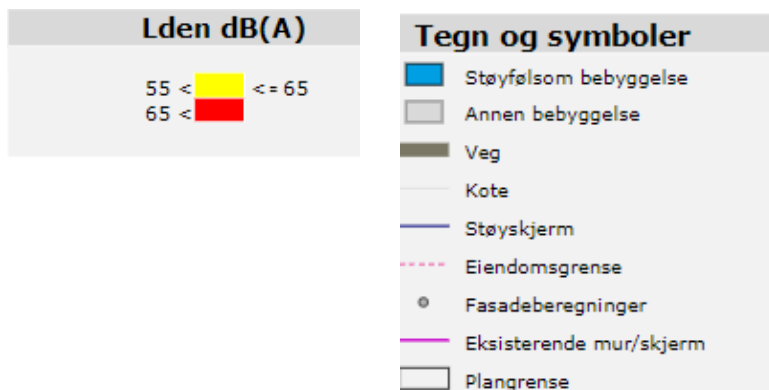 Lden dB(A)
55 < <= 65
65 <
Tegn og symboler
Støyfølsom bebyggelse
Annen bebyggelse
Veg
Kote
Støyskjerm
Eiendomsgrense
Fasadeberegninger
Eksisterende mur/skjerm
Plangrense